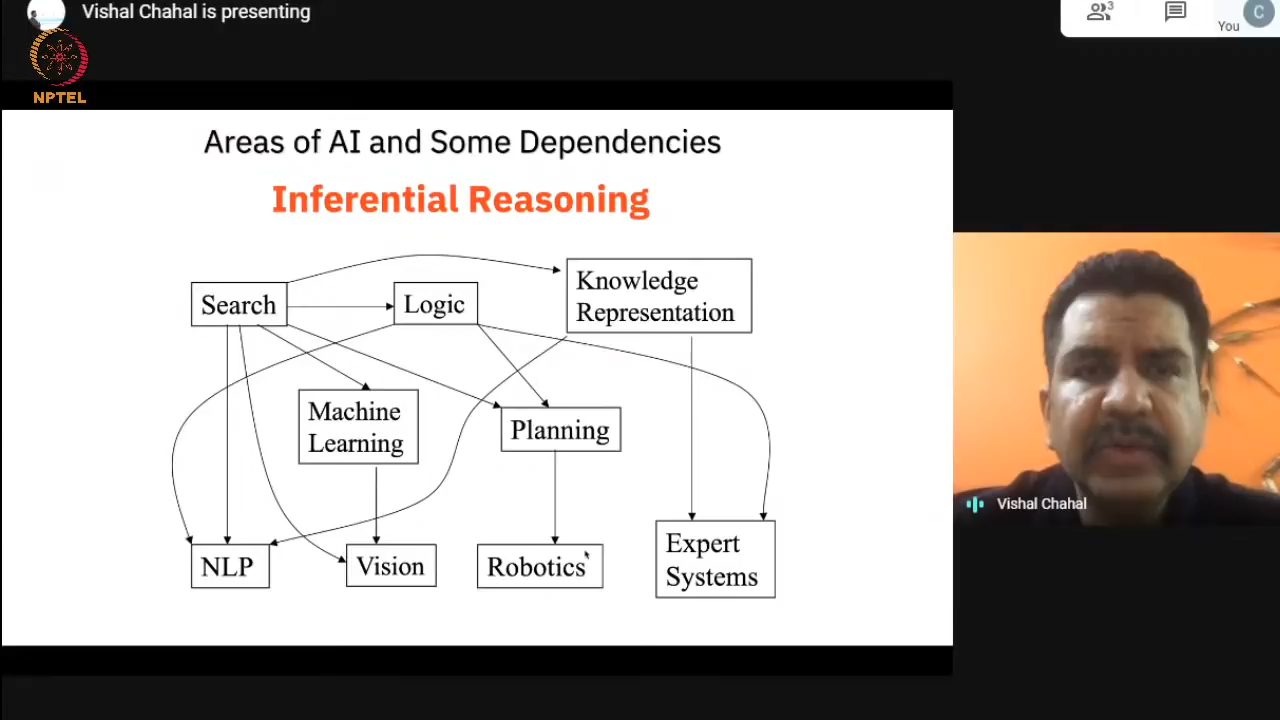 Vishal Chahal is presenting
3
You
C
NPTEL
Areas of AI and Some Dependencies
Inferential Reasoning
Search
Logic
Knowledge
Representation
Machine
Learning
Planning
NLP
Vision
Robotics
Expert
Systems
Vishal Chahal